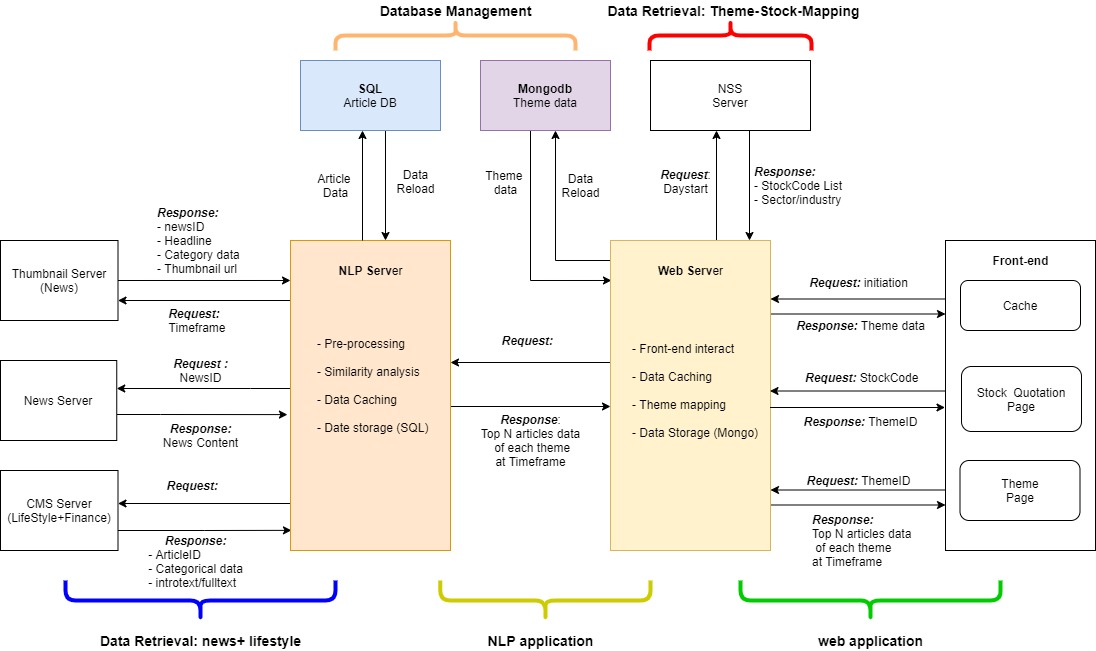 Database Management
Data Retrieval: Theme-Stock-Mapping
SQL
Article DB
Mongodb
Theme data
NSS
Server
Article
Data
Data
Reload
Theme
data
Data
Reload
Request:
Daystart
Response:
- StockCode List
- Sector/industry
Response:
- newsID
- Headline
- Category data
- Thumbnail url
Thumbnail Server
(News)
Request:
Timeframe
News Server
Request :
NewsID
Response:
News Content
CMS Server
(LifeStyle+Finance)
Request:
Response:
- ArticleID
- Categorical data
- introtext/fulltext
NLP Server
- Pre-processing
- Similarity analysis
- Data Caching
- Date storage (SQL)
Request:
Response:
Top N articles data
of each theme
at Timeframe
Web Server
- Front-end interact
- Data Caching
- Theme mapping
- Data Storage (Mongo)
Request: initiation
Response: Theme data
Request: StockCode
Response: ThemeID
Request: ThemeID
Response:
Top N articles data
of each theme
at Timeframe
Front-end
Cache
Stock Quotation
Page
Theme
Page
Data Retrieval: news+ lifestyle
NLP application
web application